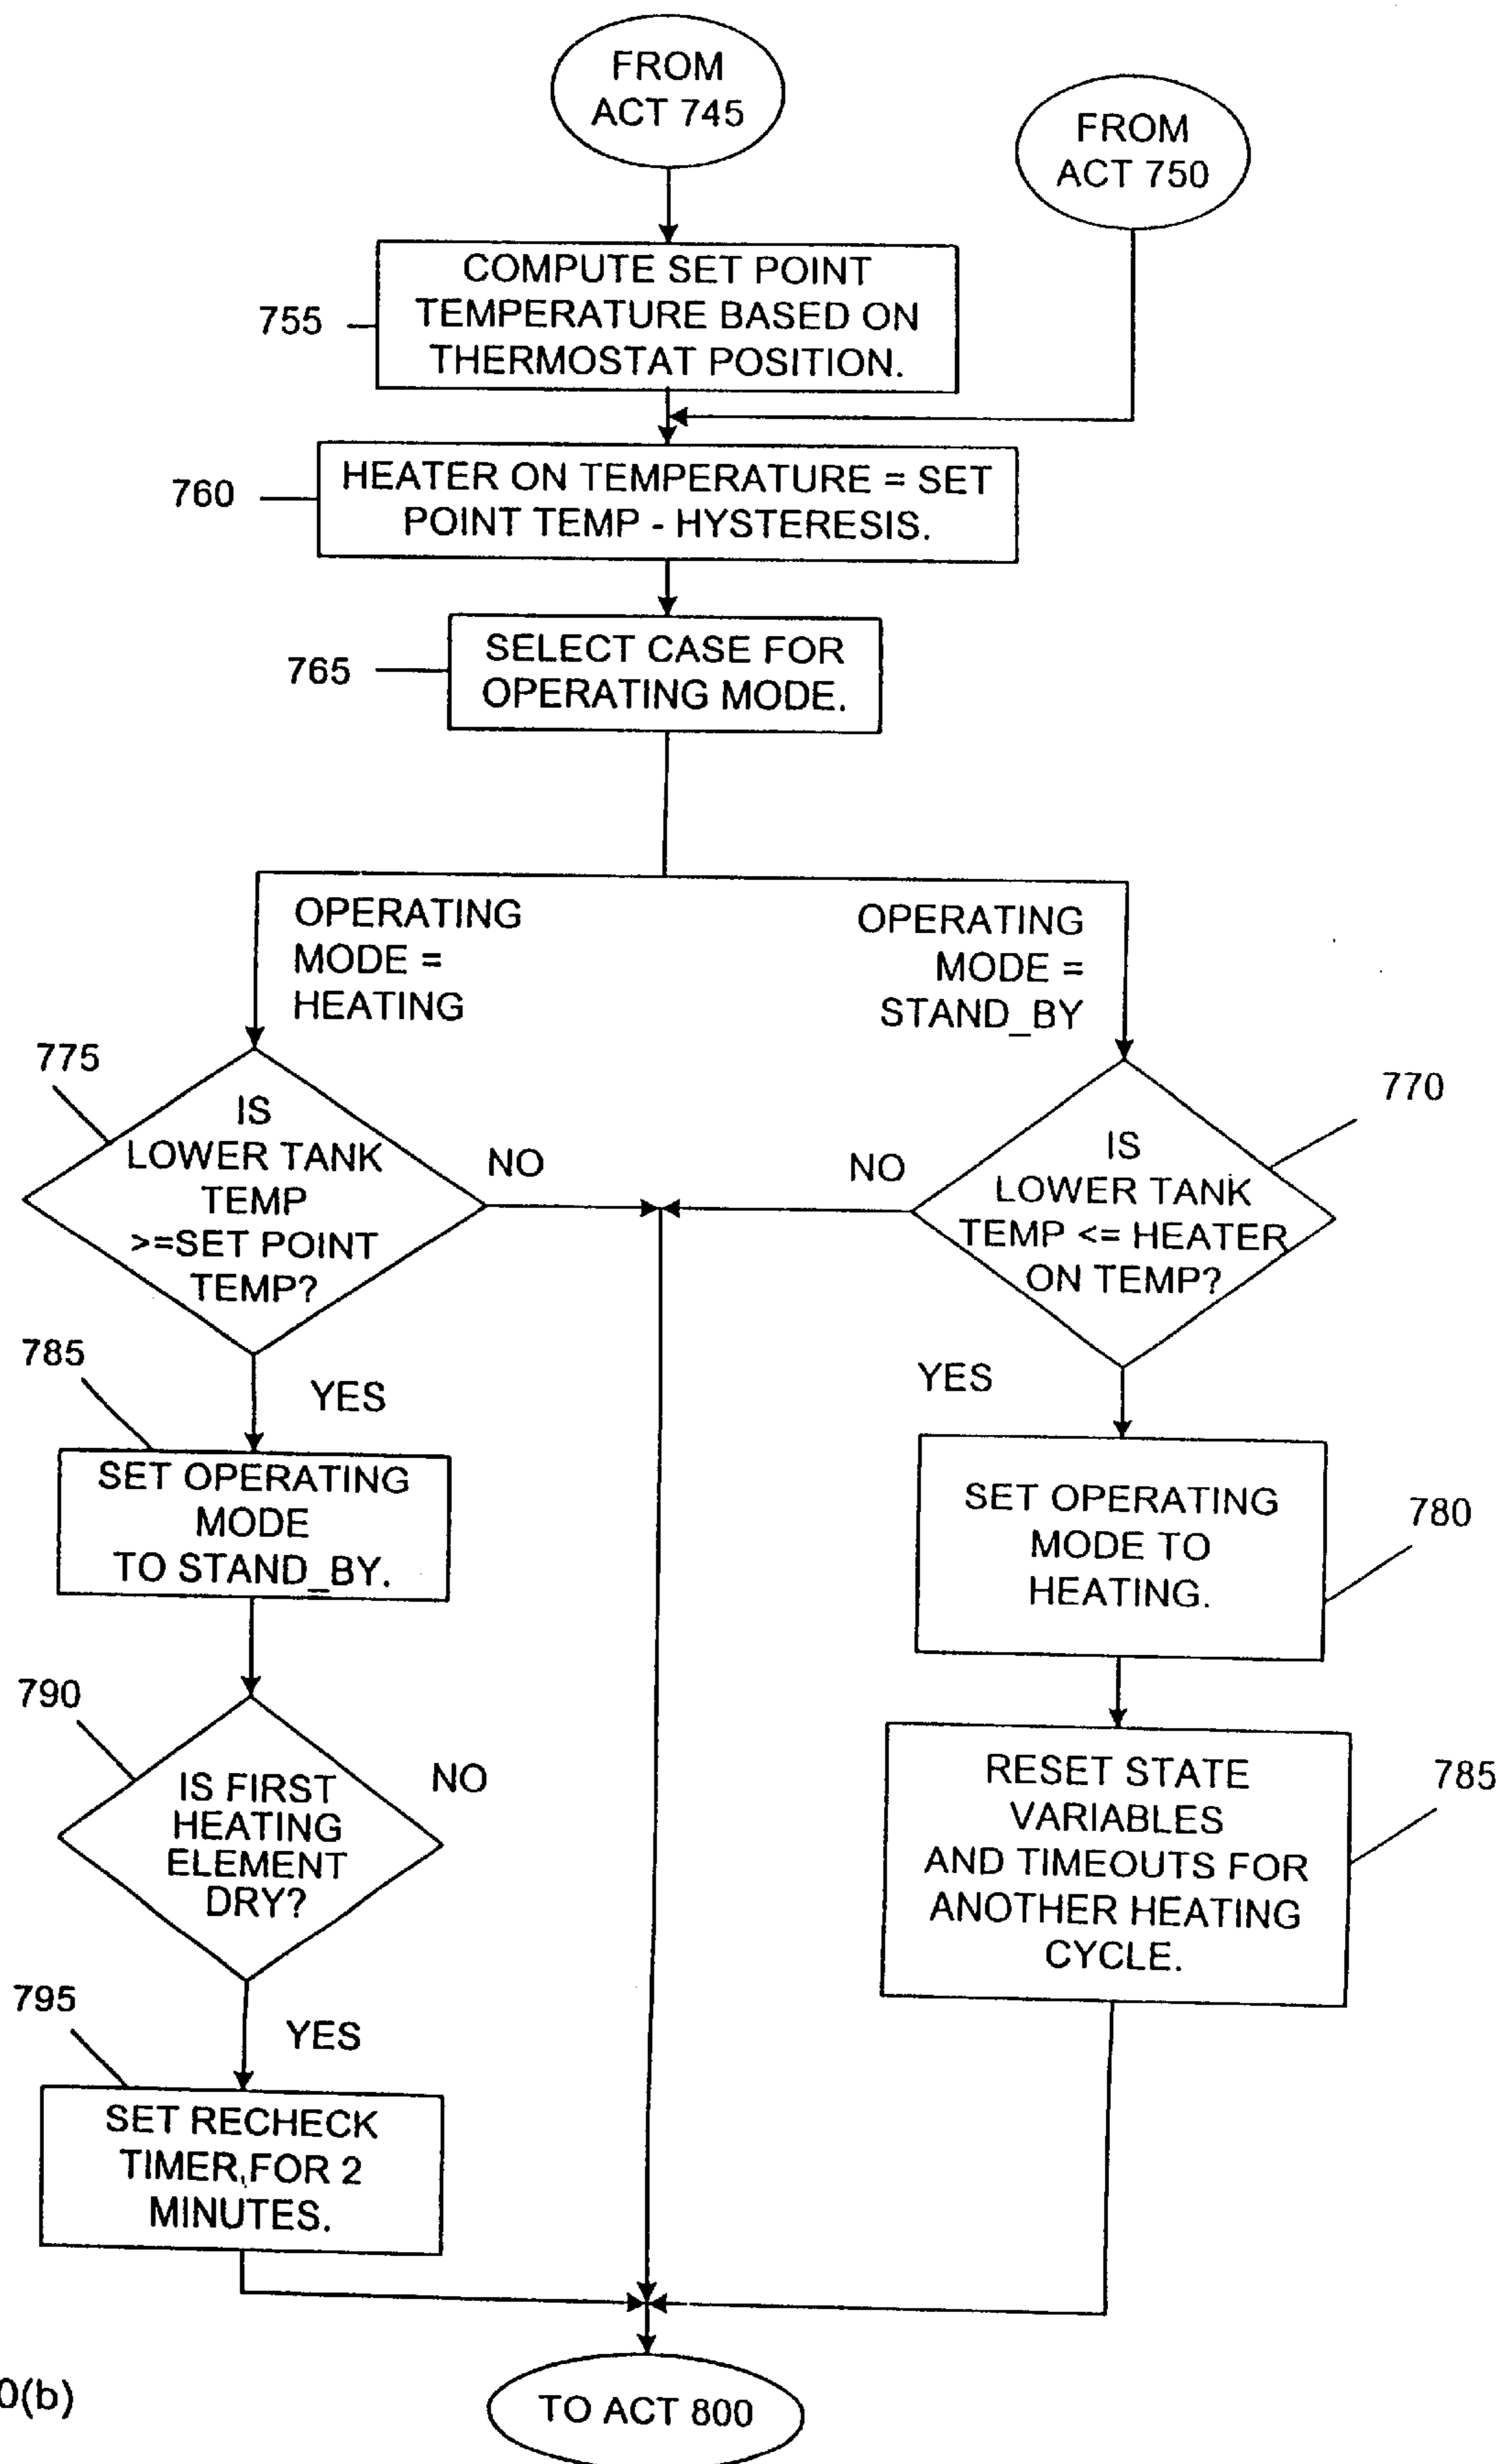 FROM
ACT 745
FROM
ACT 750
755
COMPUTE SET POINT
TEMPERATURE BASED ON
THERMOSTAT POSITION.
760
HEATER ON TEMPERATURE = SET
POINT TEMP - HYSTERESIS.
765
SELECT CASE FOR
OPERATING MODE.
OPERATING
MODE =
HEATING
OPERATING
MODE =
STAND_BY
775
IS
LOWER TANK
TEMP
>=SET POINT
TEMP?
NO
NO
770
IS
LOWER TANK
TEMP <= HEATER
ON TEMP?
785
YES
YES
SET OPERATING
MODE
TO STAND_BY.
SET OPERATING
MODE TO
HEATING.
780
790
IS FIRST
HEATING
ELEMENT
DRY?
NO
RESET STATE
VARIABLES
AND TIMEOUTS FOR
ANOTHER HEATING
CYCLE.
785
795
YES
SET RECHECK
TIMER FOR 2
MINUTES.
0(b)
TO ACT 800